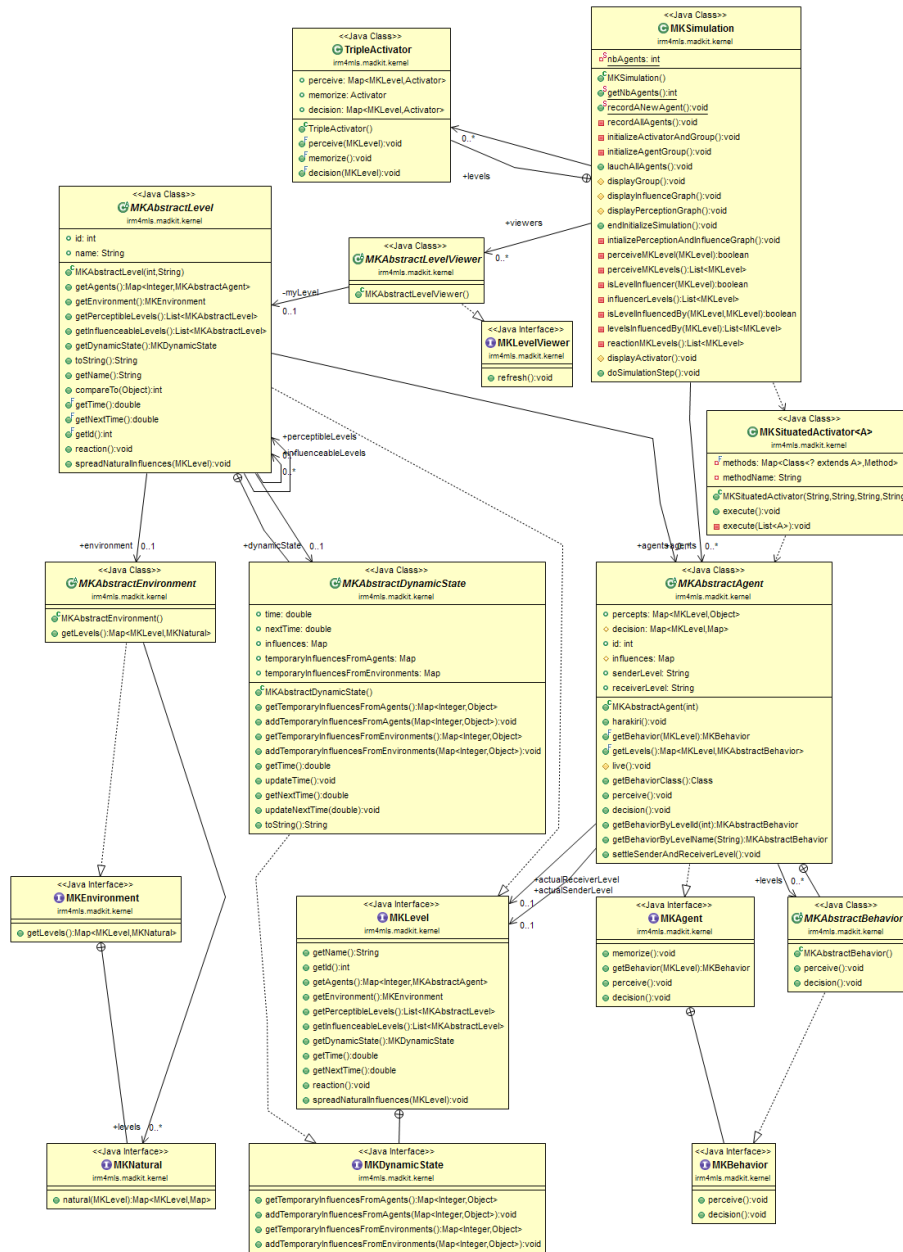 <<Java Class>>
TripleActivator
irm4mls.madkit.kernel
perceive: Map<MKLevel,Activator>
memorize: Activator
decision: Map<MKLevel,Activator>
TripleActivator()
perceive(MKLevel):void
memorize():void
decision(MKLevel):void
<<Java Class>>
MKSimulation
irm4mls.madkit.kernel
nbAgents: int
MKSimulation()
getNbAgents():int
recordANewAgent():void
recordAllAgents():void
initializeActivatorAndGroup():void
initializeAgentGroup():void
lauchAllAgents():void
displayGroup():void
displayInfluenceGraph():void
displayPerceptionGraph():void
endInitializeSimulation():void
intializePerceptionAndInfluenceGraph():void
perceiveMKLevel(MKLevel):boolean
perceiveMKLevels():List<MKLevel>
isLevelInfluencer(MKLevel):boolean
influencerLevels():List<MKLevel>
isLevelInfluencedBy(MKLevel,MKLevel):boolean
levelsInfluencedBy(MKLevel):List<MKLevel>
reactionMKLevels():List<MKLevel>
displayActivator():void
doSimulationStep():void
0..*
+levels
+viewers
0..*
<<Java Class>>
MKAbstractLevel
irm4mls.madkit.kernel
id: int
name: String
MKAbstractLevel(int,String)
getAgents():Map<Integer,MKAbstractAgent>
getEnvironment():MKEnvironment
getPerceptibleLevels():List<MKAbstractLevel>
getInfluenceableLevels():List<MKAbstractLevel>
getDynamicState():MKDynamicState
toString():String
getName():String
compareTo(Object):int
getTime():double
getNextTime():double
getId():int
reaction():void
spreadNaturalInfluences(MKLevel):void
<<Java Class>>
MKAbstractLevelViewer
irm4mls.madkit.kernel
MKAbstractLevelViewer()
-myLevel
0..1
<<Java Interface>>
MKLevelViewer
irm4mls.madkit.kernel
refresh():void
<<Java Class>>
MKSituatedActivator<A>
irm4mls.madkit.kernel
methods: Map<Class<? extends A>,Method>
methodName: String
MKSituatedActivator(String,String,String,String
execute():void
execute(List<A>):void
+perceptibleLevels
+influenceableLevels
0..*
+environment
0..1
+dynamicState
0..1
0..*
<<Java Class>>
MKAbstractEnvironment
irm4mls.madkit.kernel
MKAbstractEnvironment()
getLevels():Map<MKLevel,MKNatural>
<<Java Class>>
MKAbstractDynamicState
irm4mls.madkit.kernel
time: double
nextTime: double
influences: Map
temporaryInfluencesFromAgents: Map
temporaryInfluencesFromEnvironments: Map
MKAbstractDynamicState()
getTemporaryInfluencesFromAgents():Map<Integer,Object>
addTemporaryInfluencesFromAgents(Map<Integer,Object>):void
getTemporaryInfluencesFromEnvironments():Map<Integer,Object>
addTemporaryInfluencesFromEnvironments(Map<Integer,Object>):void
getTime():double
updateTime():void
getNextTime():double
updateNextTime(double):void
toString():String
<<Java Class>>
MKAbstractAgent
irm4mls.madkit.kernel
percepts: Map<MKLevel,Object>
decision: Map<MKLevel,Map>
id: int
influences: Map
senderLevel: String
receiverLevel: String
MKAbstractAgent(int)
harakiri():void
getBehavior(MKLevel):MKBehavior
getLevels():Map<MKLevel,MKAbstractBehavior>
live():void
getBehaviorClass():Class
perceive():void
decision():void
getBehaviorByLevelId(int):MKAbstractBehavior
getBehaviorByLevelName(String):MKAbstractBehavior
settleSenderAndReceiverLevel():void
+actualReceiverLevel
+actualSenderLevel
0..1
0..1
+levels
0..*
<<Java Interface>>
MKEnvironment
irm4mls.madkit.kernel
getLevels():Map<MKLevel,MKNatural>
<<Java Interface>>
MKLevel
irm4mls.madkit.kernel
getName():String
getId():int
getAgents():Map<Integer,MKAbstractAgent>
getEnvironment():MKEnvironment
getPerceptibleLevels():List<MKAbstractLevel>
getInfluenceableLevels():List<MKAbstractLevel>
getDynamicState():MKDynamicState
getTime():double
getNextTime():double
reaction():void
spreadNaturalInfluences(MKLevel):void
<<Java Interface>>
MKAgent
irm4mls.madkit.kernel
memorize():void
getBehavior(MKLevel):MKBehavior
perceive():void
decision():void
<<Java Class>>
MKAbstractBehavior
irm4mls.madkit.kernel
MKAbstractBehavior()
perceive():void
decision():void
+levels
0..*
<<Java Interface>>
MKNatural
irm4mls.madkit.kernel
natural(MKLevel):Map<MKLevel,Map>
<<Java Interface>>
MKDynamicState
irm4mls.madkit.kernel
getTemporaryInfluencesFromAgents():Map<Integer,Object>
addTemporaryInfluencesFromAgents(Map<Integer,Object>):void
getTemporaryInfluencesFromEnvironments():Map<Integer,Object>
addTemporaryInfluencesFromEnvironments(Map<Integer,Object>):void
<<Java Interface>>
MKBehavior
irm4mls.madkit.kernel
perceive():void
decision():void